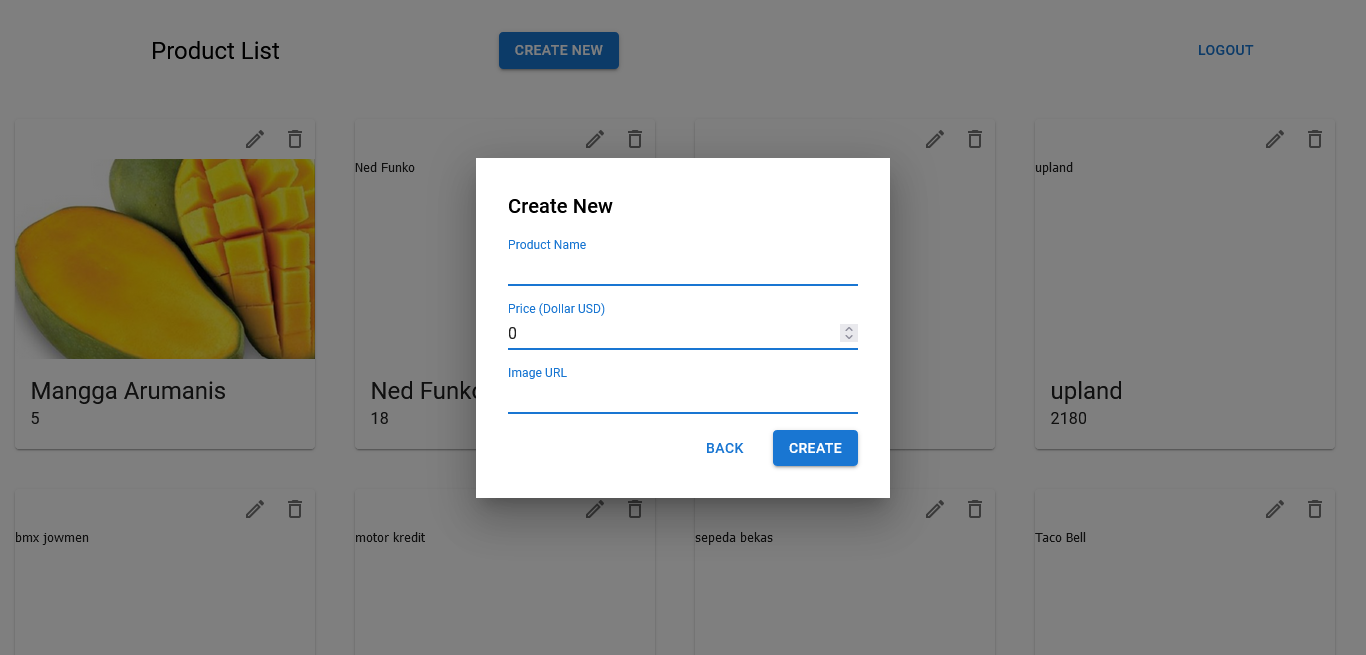 Product List
CREATE NEW
LOGOUT
Ned Funko
upland
Mangga Arumanis
5
Ned Funko
18
upland
2180
Create New
Product Name
Price (Dollar USD)
0
Image URL
BACK
CREATE
bmx jowmen
motor kredit
sepeda bekas
Taco Bell